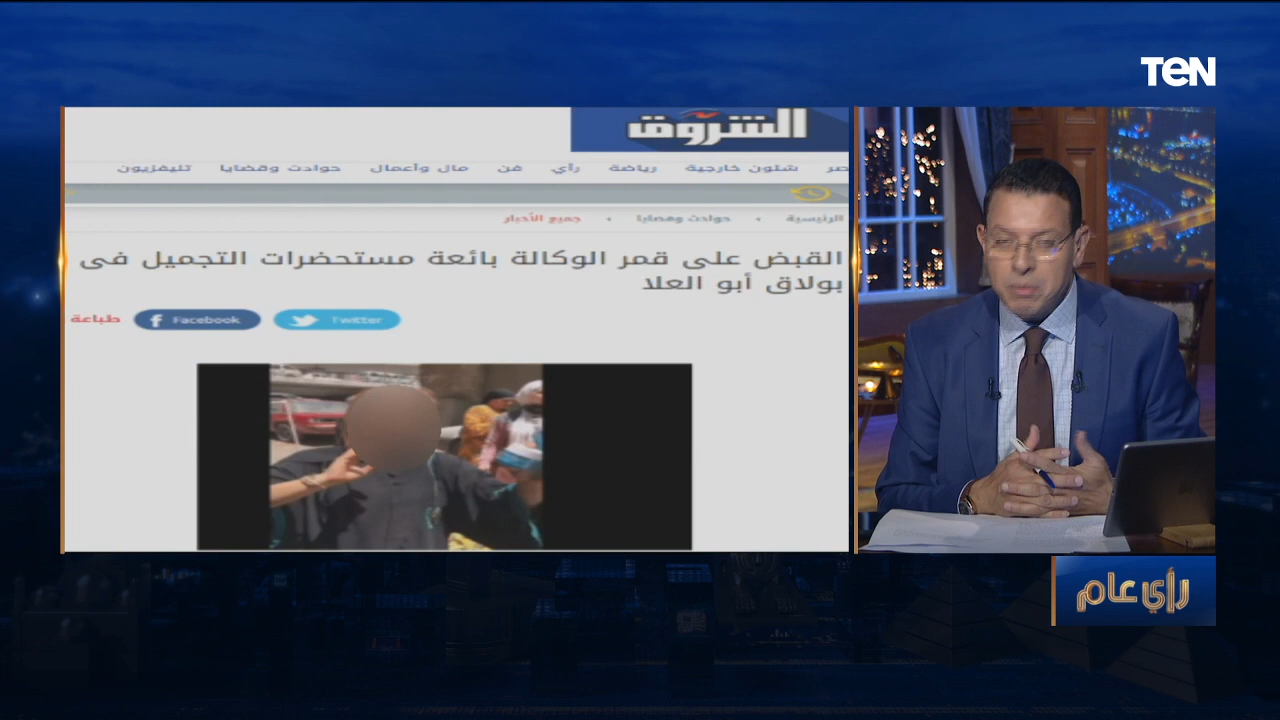 TEN
الشروق
صر شئون خارجية رياضة رأي فن مال وأعمال حوادث وقضايا تليفزيون
الرئيسية حوادث وقضايا جميع الأخبار
القبض على قمر الوكالة بائعة مستحضرات التجميل فى
بولاق أبو العلا
Twitter Facebook طباعة
رأي عام